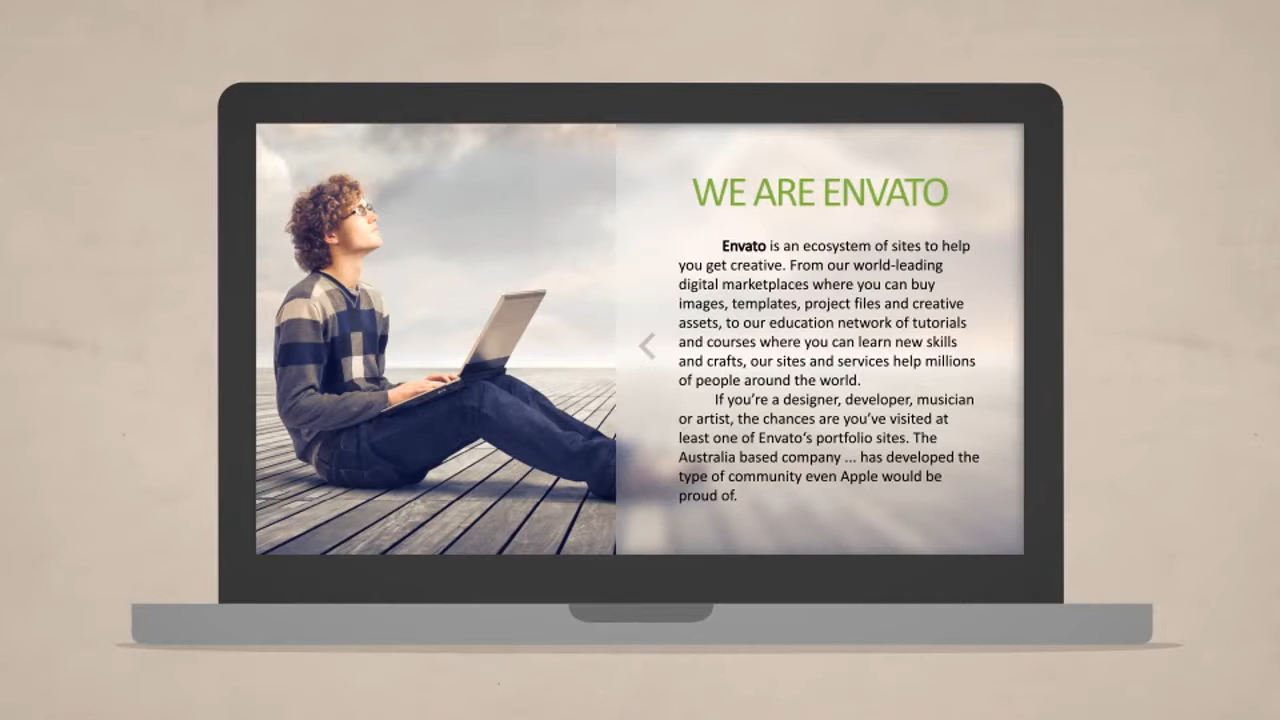 WE ARE ENVATO
Envato is an ecosystem of sites to help
you get creative. From our world-leading
digital marketplaces where you can buy
images, templates, project files and creative
assets, to our education network of tutorials
and courses where you can learn new skills
and crafts, our sites and services help millions
of people around the world.
If you’re a designer, developer, musician
or artist, the chances are you’ve visited at
least one of Envato’s portfolio sites. The
Australia based company ... has developed the
type of community even Apple would be
proud of.